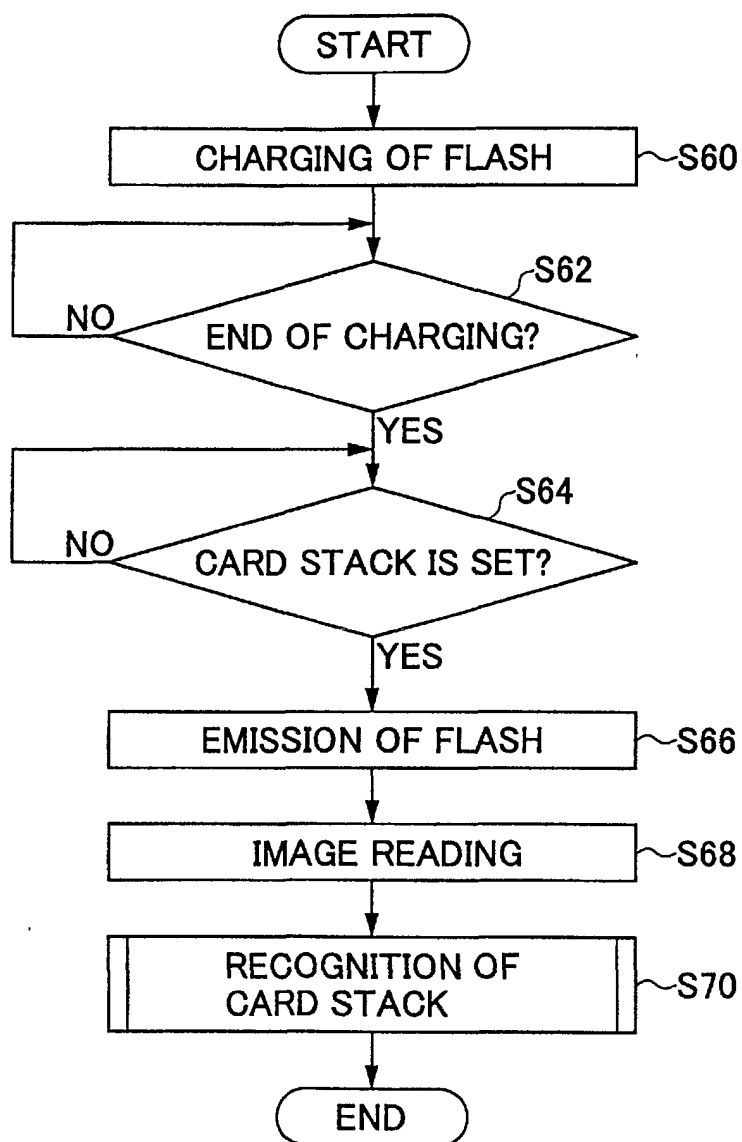 START
CHARGING OF FLASH
S60
S62
NO
END OF CHARGING?
YES
S64
NO
CARD STACK IS SET?
YES
EMISSION OF FLASH
S66
IMAGE READING
S68
RECOGNITION OF
CARD STACK
S70
END